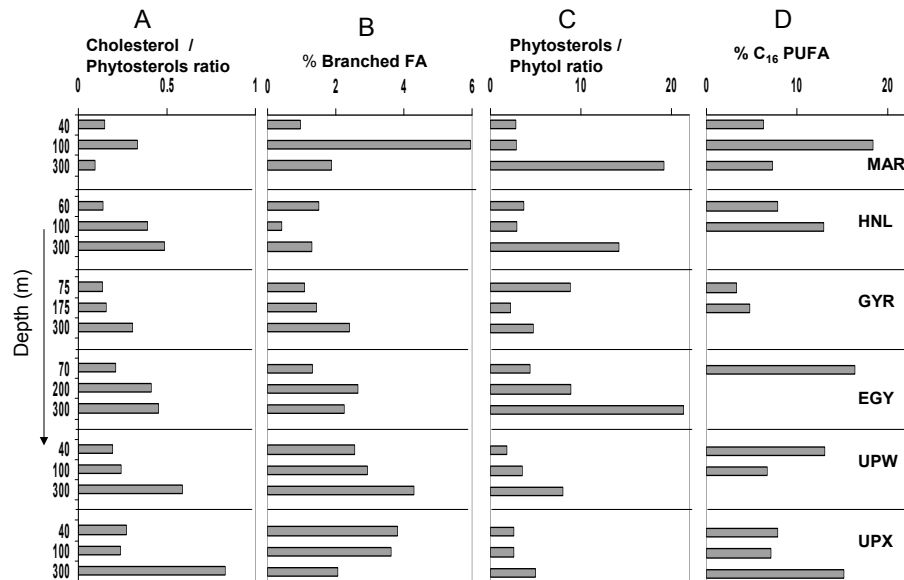 A B C D
Cholesterol / Phytosterols ratio
% Branched FA
Phytosterols / Phytol ratio
% C16 PUFA
0 0.5 1 0 2 4 6 0 10 20 0 10 20
40
100
300
MAR
60
100
300
HNL
75
175
300
GYR
70
200
300
EGY
40
100
300
UPW
40
100
300
UPX
Depth (m)